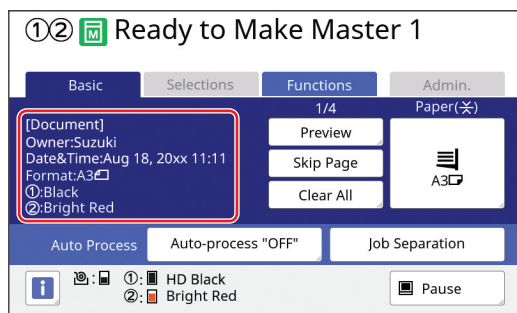 ①② M Ready to Make Master 1
Basic Selections Functions Admin.
1/4 Paper(
[Document]
Owner:Suzuki
Date&Time:Aug 18, 20xx 11:11
Format:A3
①:Black
②:Bright Red
Preview
Skip Page
Clear All
A3
Auto Process Auto-process "OFF" Job Separation
i : ①: HD Black
②: Bright Red
Pause